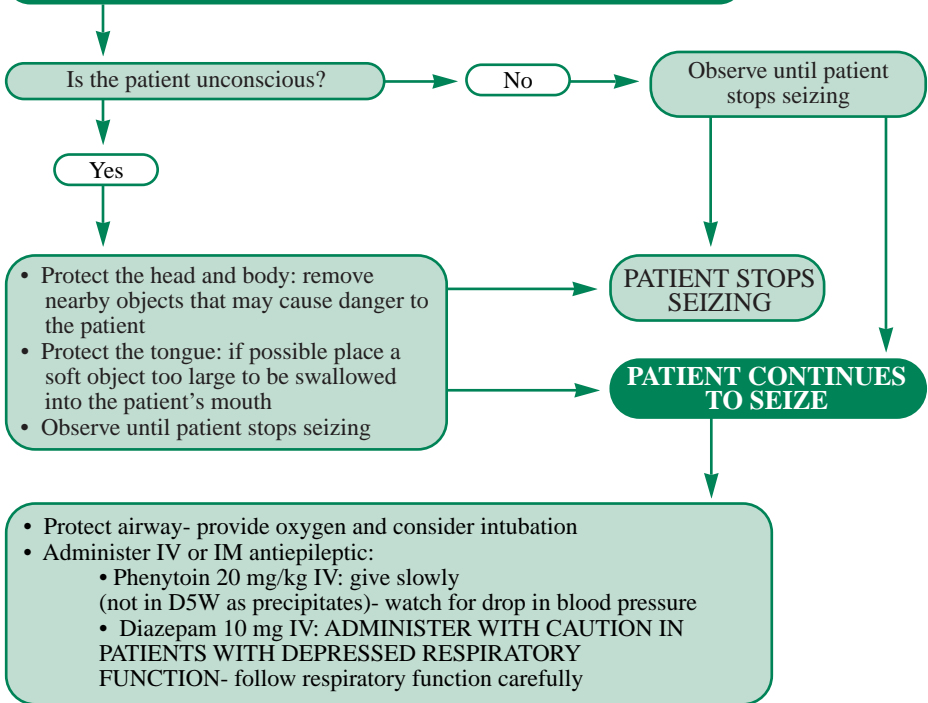 Is the patient unconscious?
No
Observe until patient
stops seizing
Yes
• Protect the head and body: remove
nearby objects that may cause danger to
the patient
• Protect the tongue: if possible place a
soft object too large to be swallowed
into the patient’s mouth
• Observe until patient stops seizing
PATIENT STOPS
SEIZING
PATIENT CONTINUES
TO SEIZE
• Protect airway- provide oxygen and consider intubation
• Administer IV or IM antiepileptic:
• Phenytoin 20 mg/kg IV: give slowly
(not in D5W as precipitates)- watch for drop in blood pressure
• Diazepam 10 mg IV: ADMINISTER WITH CAUTION IN
PATIENTS WITH DEPRESSED RESPIRATORY
FUNCTION- follow respiratory function carefully